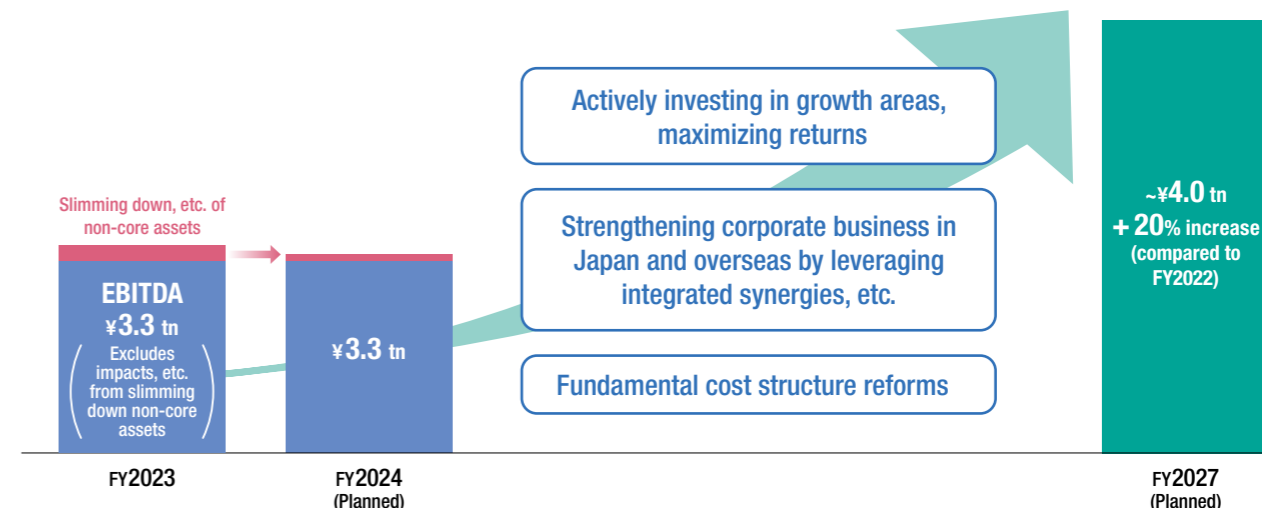 Slimming down, etc. of
non-core assets
EBITDA
¥3.3 tn
Excludes
impacts, etc.
from slimming
down non-core
assets
FY2023
¥3.3 tn
FY2024
(Planned)
Actively investing in growth areas,
maximizing returns
Strengthening corporate business in
Japan and overseas by leveraging
integrated synergies, etc.
Fundamental cost structure reforms
~¥4.0 tn
+20% increase
(compared to
FY2022)
FY2027
(Planned)